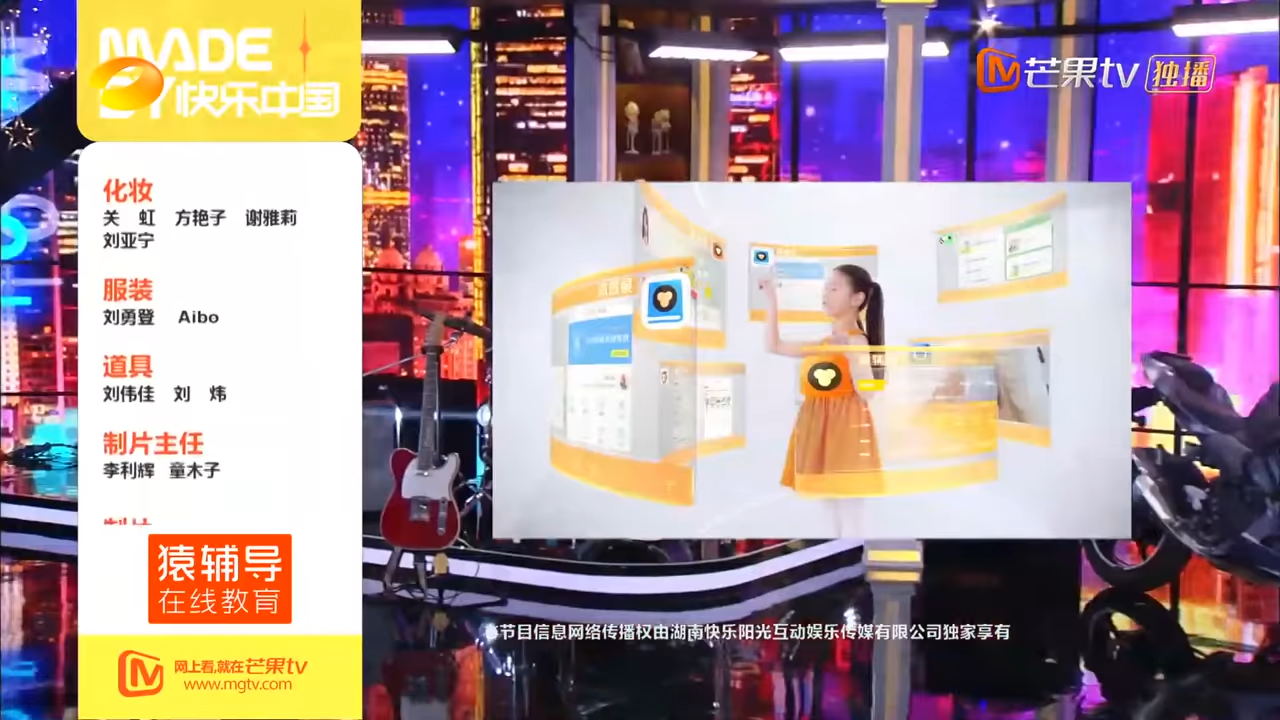 MADE
BY快乐中国
芒果tv 独播
化妆
关 虹 方艳子 谢雅莉
刘亚宁
服装
刘勇登 Aibo
道具
刘伟佳 刘 炜
制片主任
李利辉 童木子
猿辅导
在线教育
网上看,就在芒果tv
www.mgtv.com
节目信息网络传播权由湖南快乐阳光互动娱乐传媒有限公司独家享有